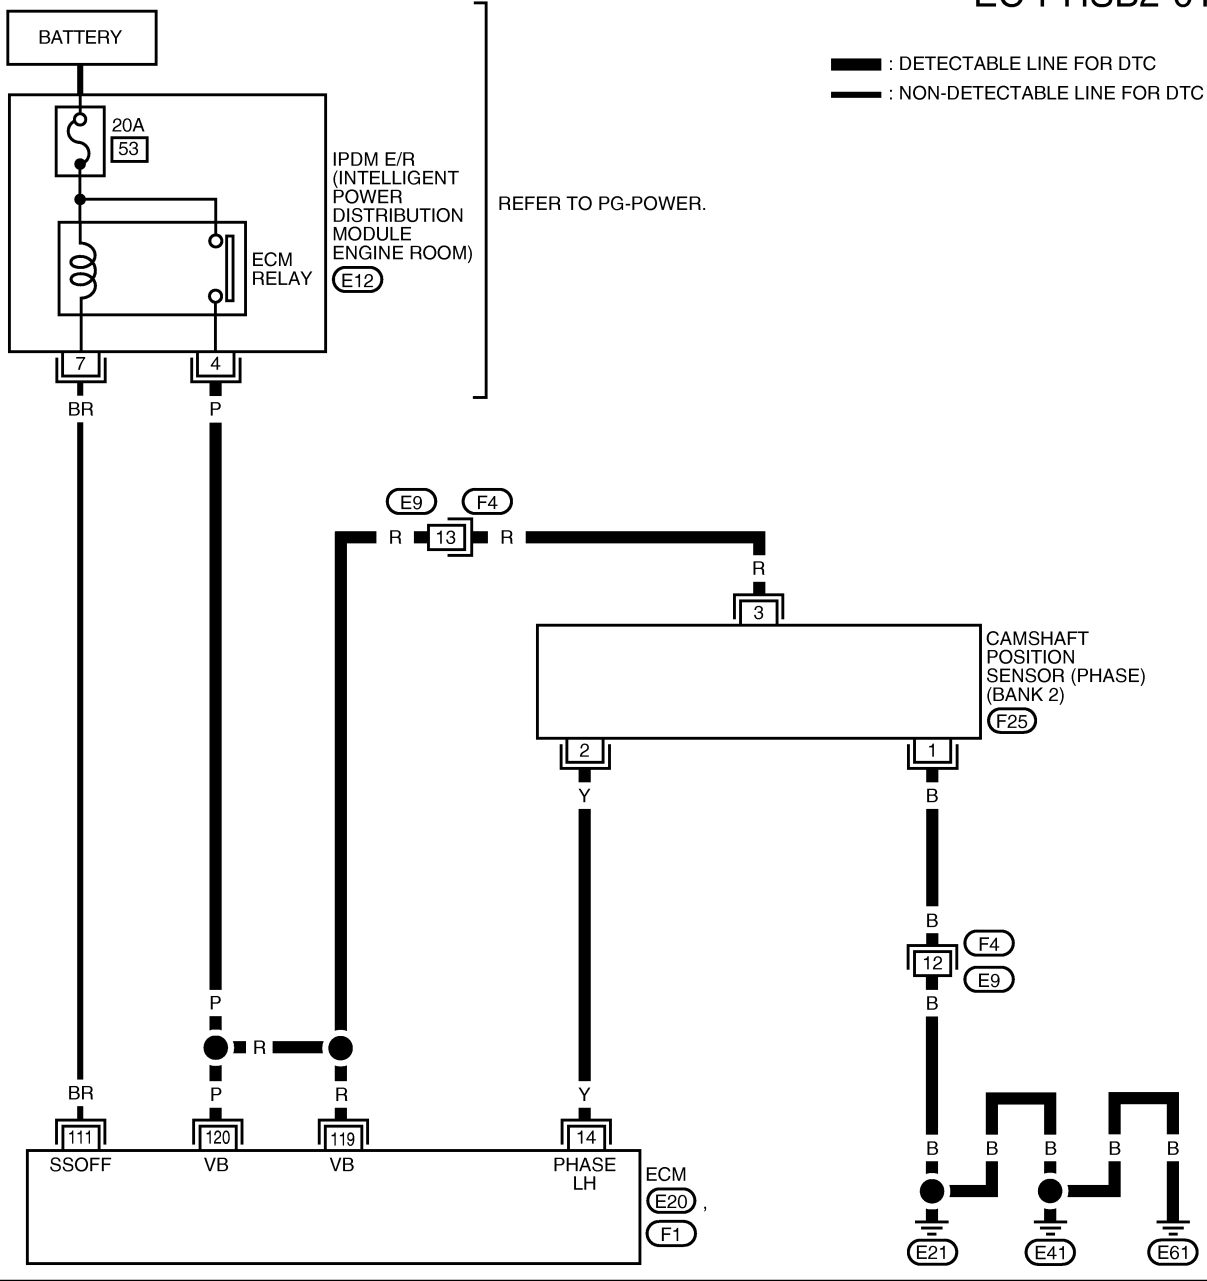 BATTERY
: DETECTABLE LINE FOR DTC
: NON-DETECTABLE LINE FOR DTC
20A
53
IPDM E/R
(INTELLIGENT
POWER
DISTRIBUTION
MODULE
ENGINE ROOM)
E12
REFER TO PG-POWER.
ECM
RELAY
7
4
BR
P
E9
F4
R
13
R
R
3
CAMSHAFT
POSITION
SENSOR (PHASE)
(BANK 2)
F25
2
1
Y
B
B
F4
12
E9
P
B
R
BR
P
R
Y
111
120
119
14
B
B
B
B
B
SSOFF
VB
VB
PHASE
LH
ECM
E20 ,
F1
E21
E41
E61